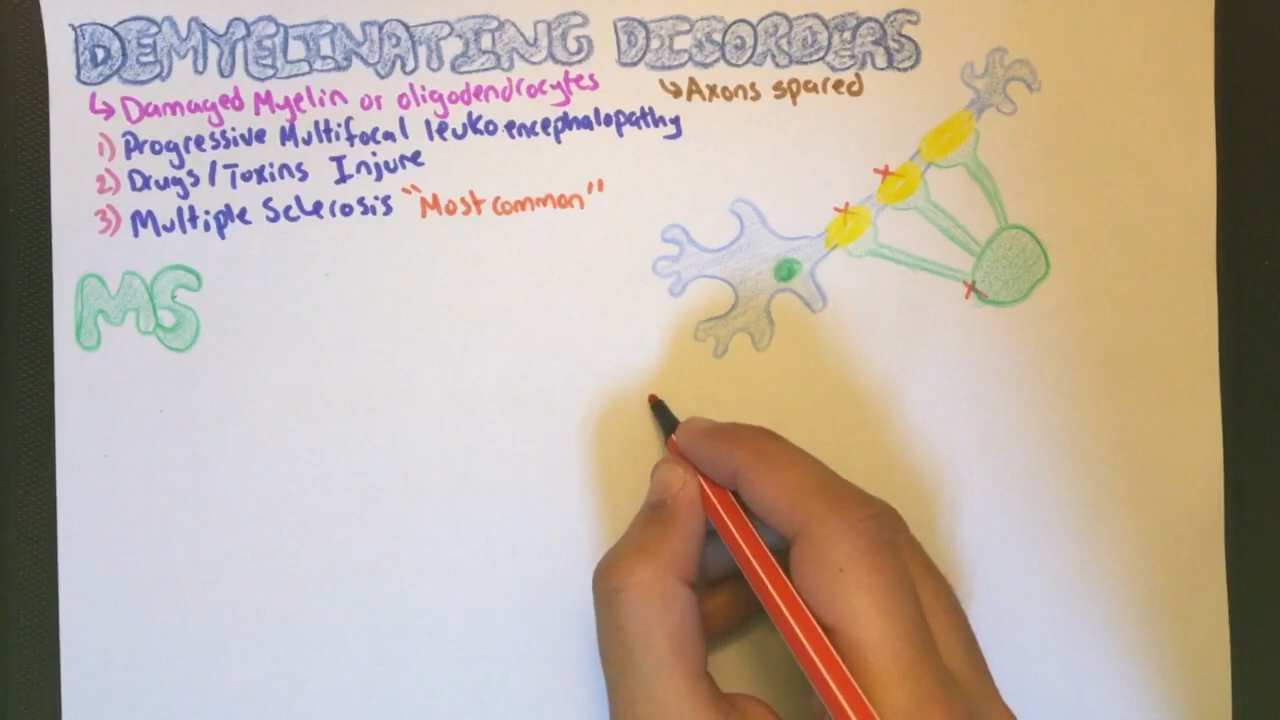 DEMYELINATING DISORDERS
↳ Damaged Myelin or oligodendrocytes ↳Axons spared
1) Progressive Multifocal leukoencephalopathy
2) Drugs/Toxins Injure
3) Multiple Sclerosis "Most common"
MS